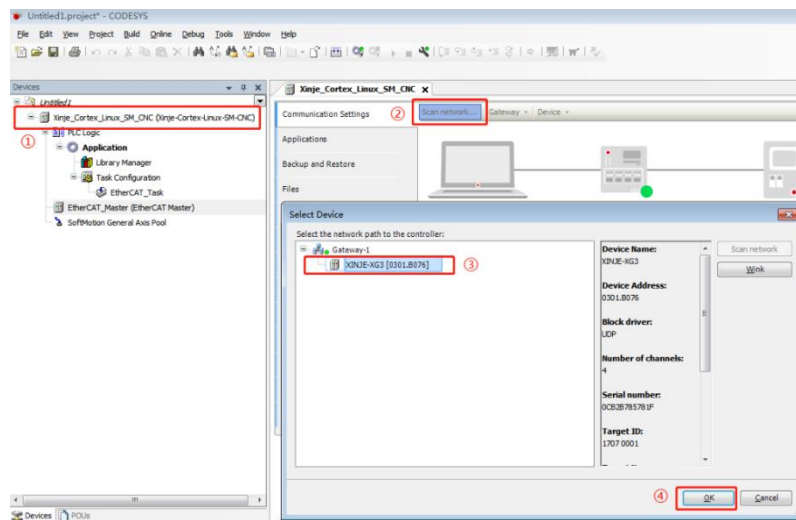 Untitled1.project* - CODESYS
File Edit View Project Build Online Debug Tools Window Help
Devices
Untitled1
Xinje_Cortex_Linux_SM_CNC (Xinje-Cortex-Linux-SM-CNC)
①
PLC Logic
Application
Library Manager
Task Configuration
EtherCAT_Task
EtherCAT_Master (EtherCAT Master)
SoftMotion General Axis Pool
Devices POUs
Xinje_Cortex_Linux_SM_CNC
Communication Settings
②
Scan network... Gateway Device
Applications
Backup and Restore
Files
Select Device
Select the network path to the controller:
Gateway-1
XINJE-XG3 [0301.B076]
③
Device Name:
XINJE-XG3
Device Address:
0301.B076
Block driver:
UDP
Number of channels:
4
Serial number:
0CB2B785781F
Target ID:
1707 0001
Scan network
Wink
④
OK Cancel